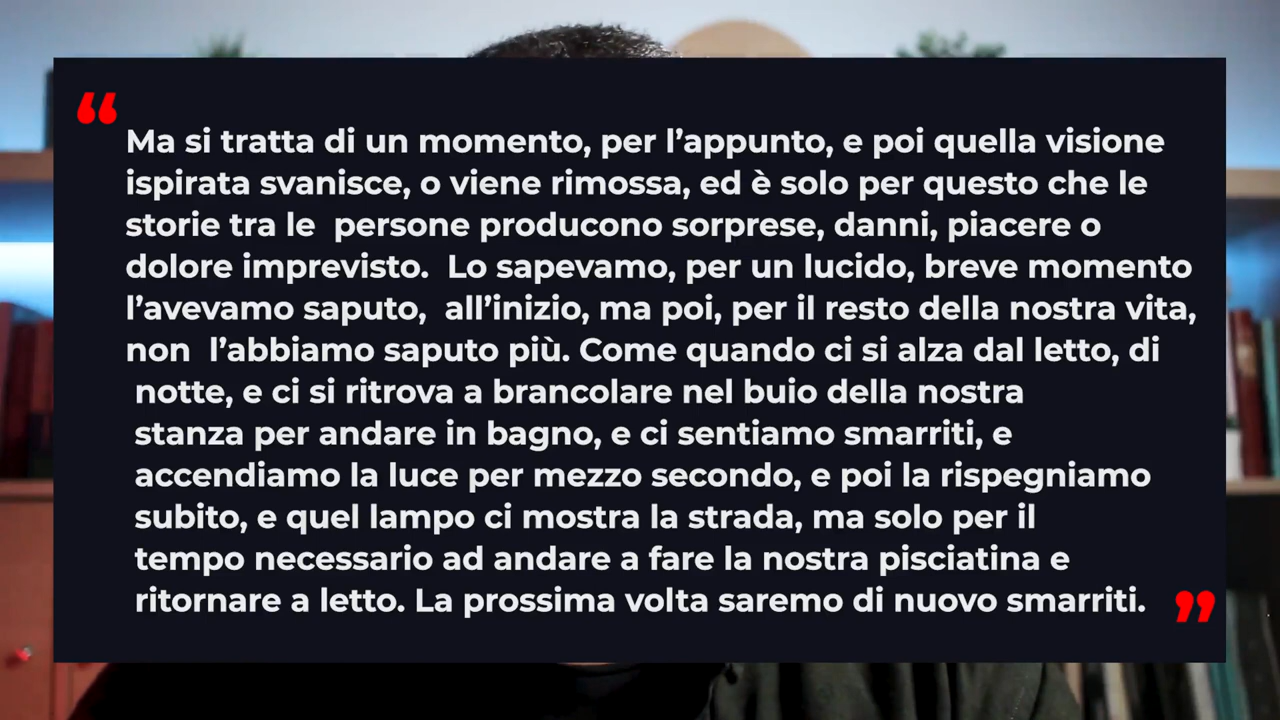 “Ma si tratta di un momento, per l’appunto, e poi quella visione
ispirata svanisce, o viene rimossa, ed è solo per questo che le
storie tra le persone producono sorprese, danni, piacere o
dolore imprevisto. Lo sapevamo, per un lucido, breve momento
l’avevamo saputo, all’inizio, ma poi, per il resto della nostra vita,
non l’abbiamo saputo più. Come quando ci si alza dal letto, di
notte, e ci si ritrova a brancolare nel buio della nostra
stanza per andare in bagno, e ci sentiamo smarriti, e
accendiamo la luce per mezzo secondo, e poi la rispegniamo
subito, e quel lampo ci mostra la strada, ma solo per il
tempo necessario ad andare a fare la nostra pisciatina e
ritornare a letto. La prossima volta saremo di nuovo smarriti.”